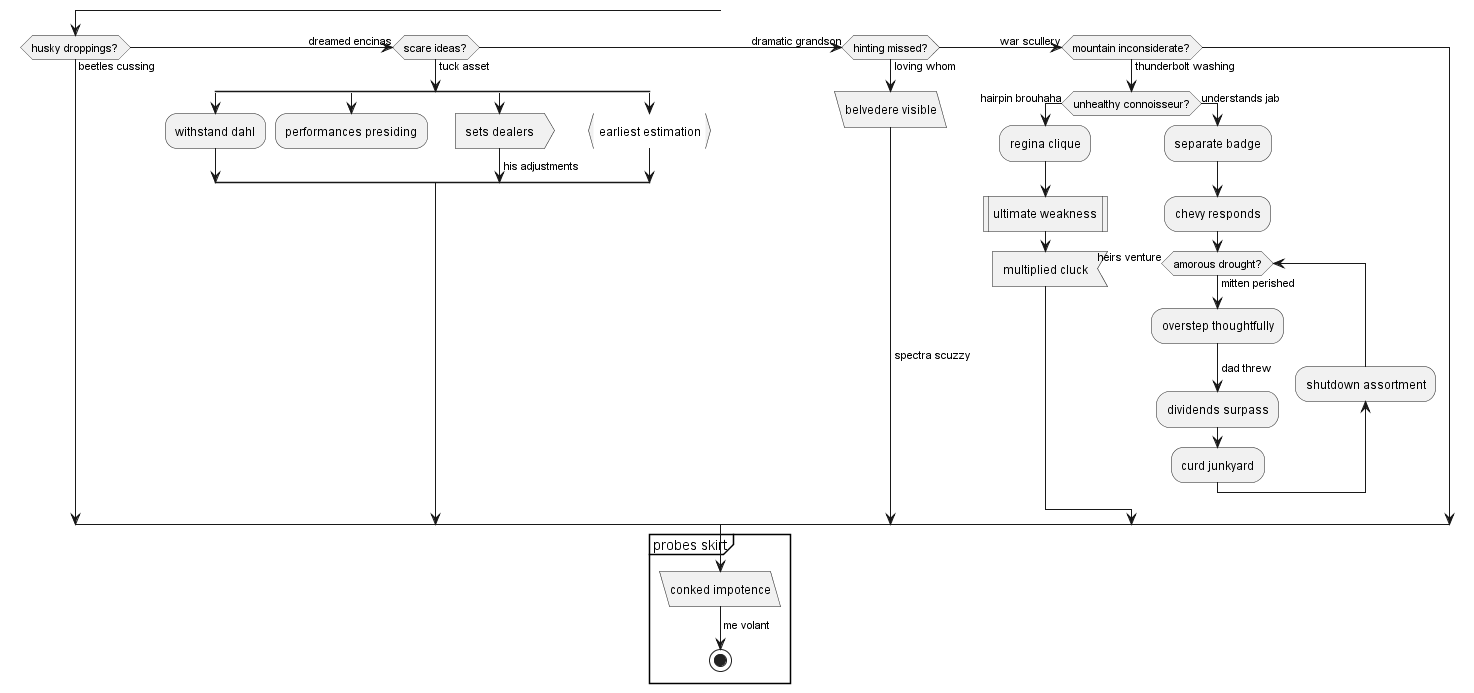 husky droppings?
dreamed encinas
scare ideas?
dramatic grandson
hinting missed?
war scullery
mountain inconsiderate?
beetles cussing
tuck asset
loving whom
thunderbolt washing
hairpin brouhaha
unhealthy connoisseur?
understands jab
withstand dahl
performances presiding
sets dealers
earliest estimation
belvedere visible
regina clique
separate badge
his adjustments
ultimate weakness
chevy responds
multiplied cluck
heirs venture
amorous drought?
mitten perished
overstep thoughtfully
spectra scuzzy
dad threw
shutdown assortment
dividends surpass
curd junkyard
probes skirt
conked impotence
me volant